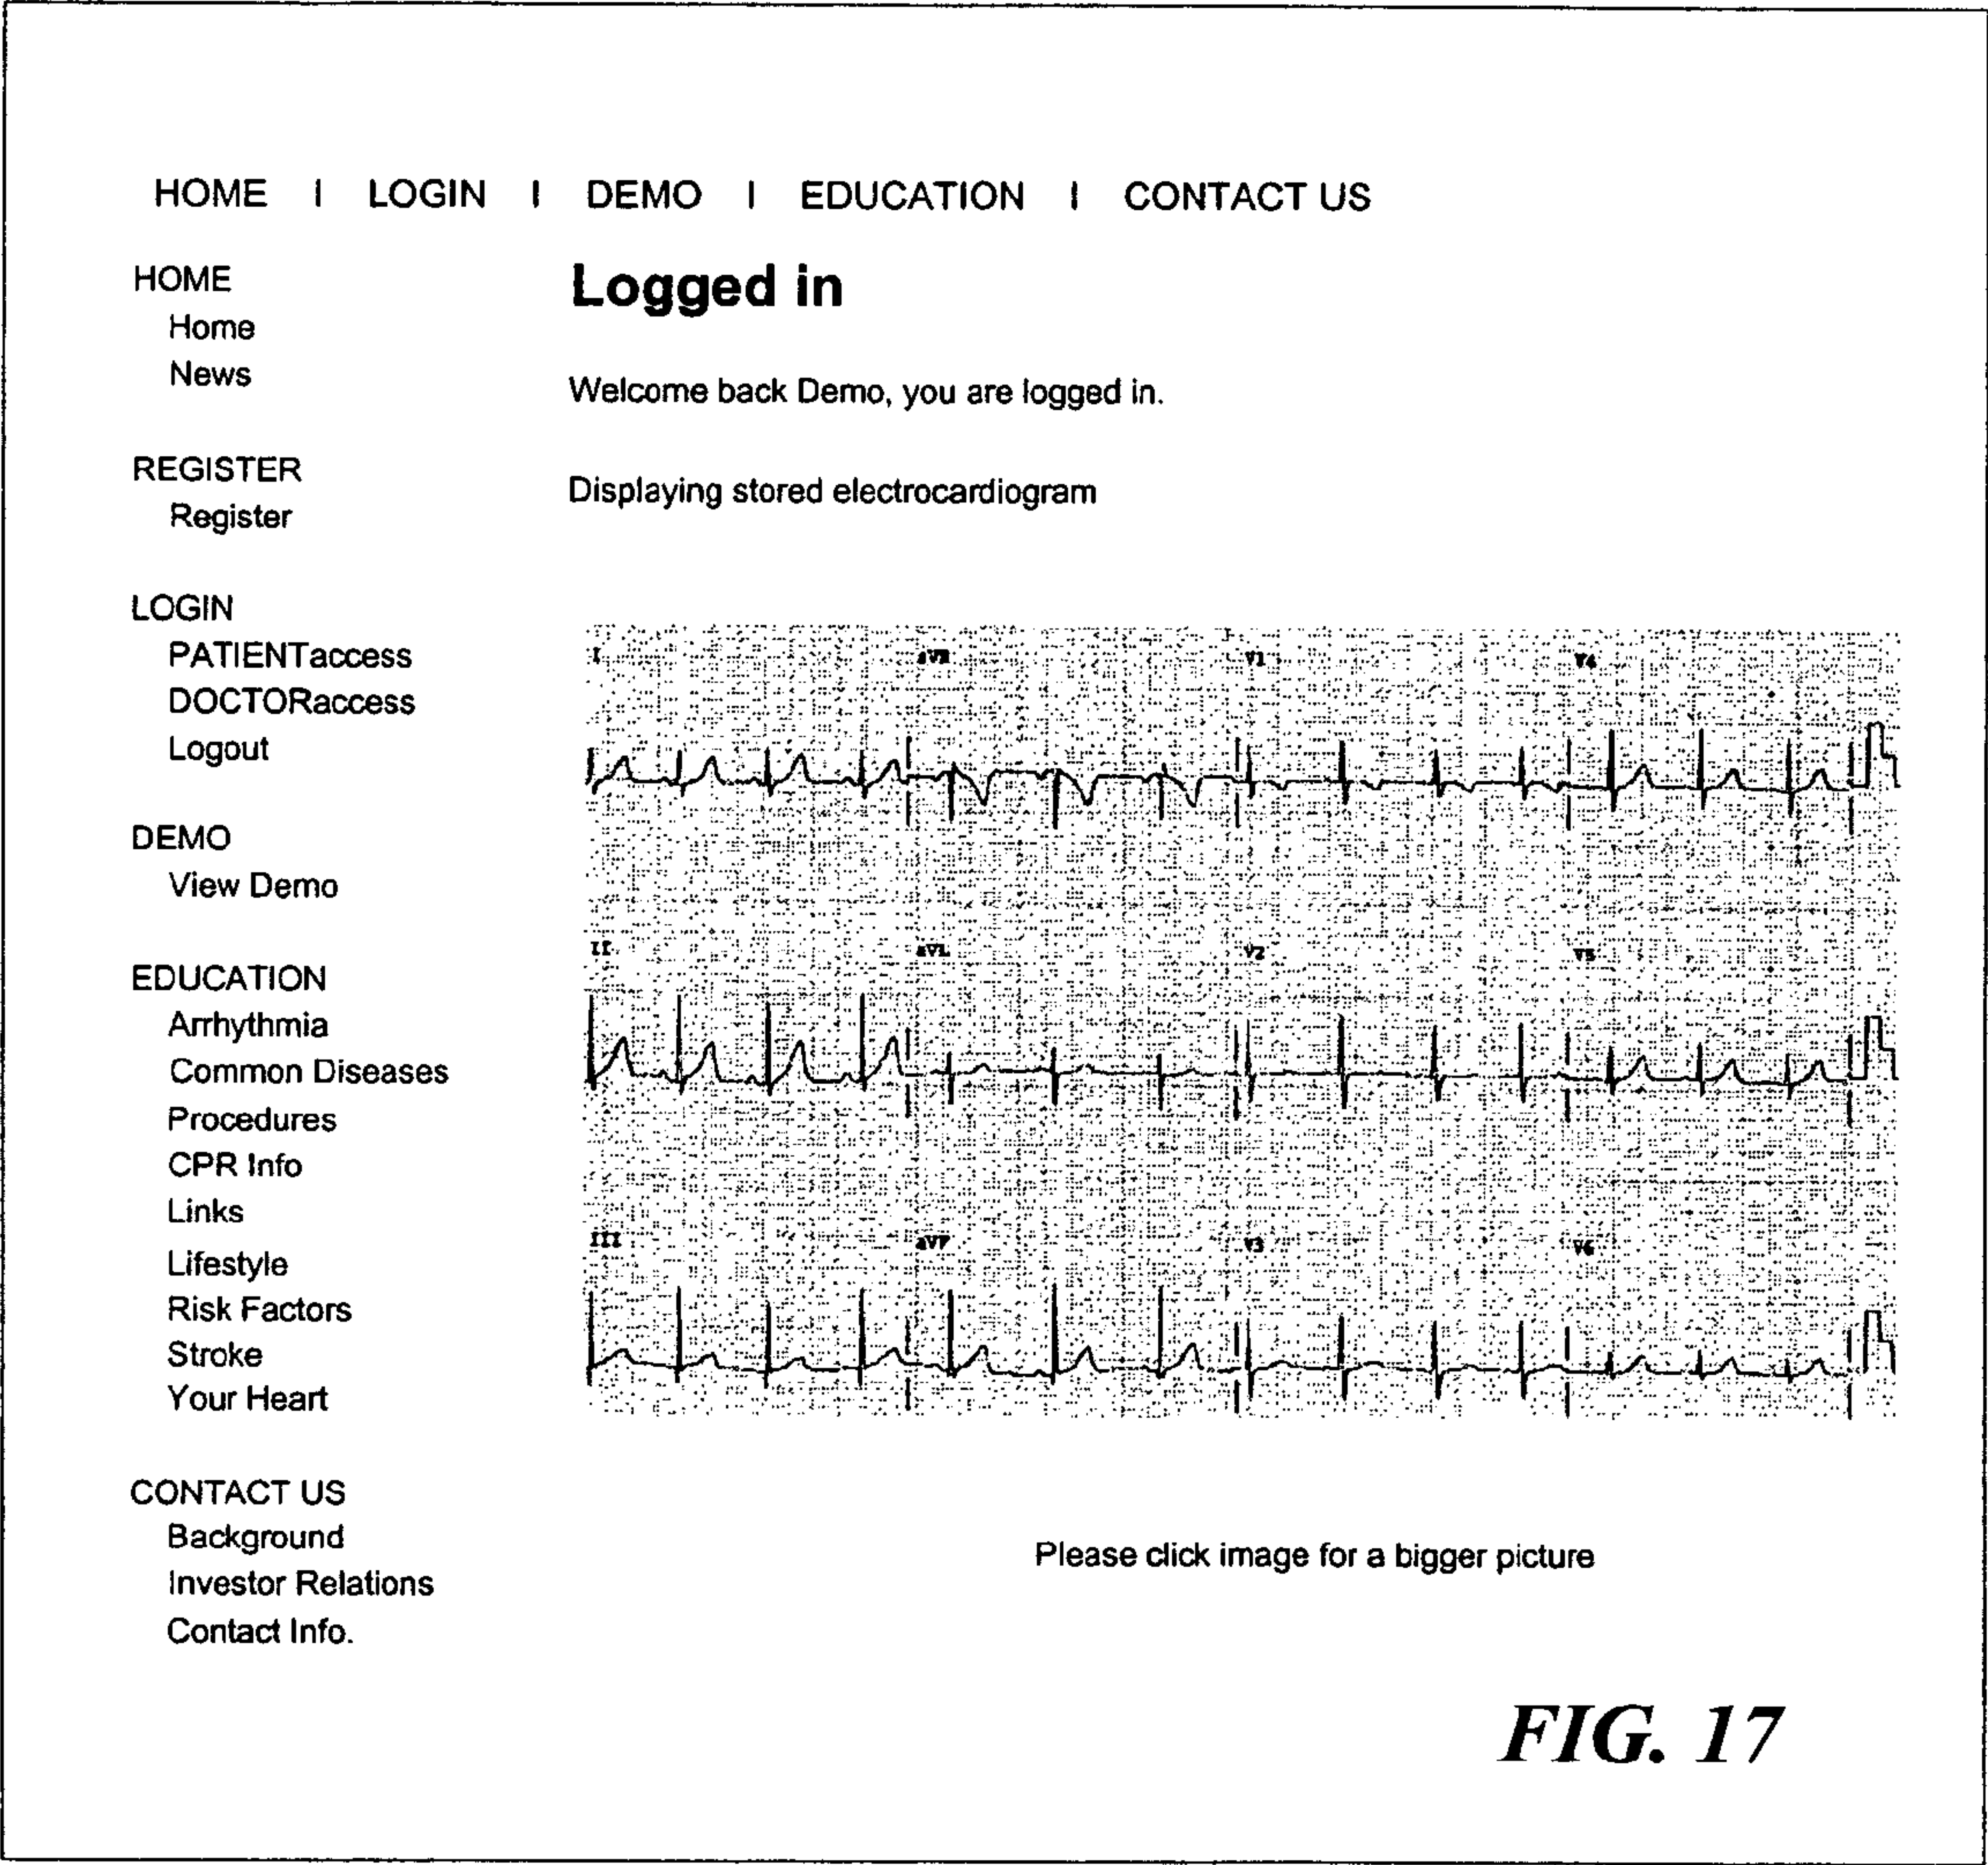 HOME | LOGIN | DEMO | EDUCATION | CONTACT US
HOME
Home
News
REGISTER
Register
LOGIN
PATIENTaccess
DOCTORaccess
Logout
DEMO
View Demo
EDUCATION
Arrhythmia
Common Diseases
Procedures
CPR Info
Links
Lifestyle
Risk Factors
Stroke
Your Heart
CONTACT US
Background
Investor Relations
Contact Info.
Logged in
Welcome back Demo, you are logged in.
Displaying stored electrocardiogram
I aVR V1 V4
II aVL V2 V5
III aVF V3 V6
Please click image for a bigger picture
FIG. 17